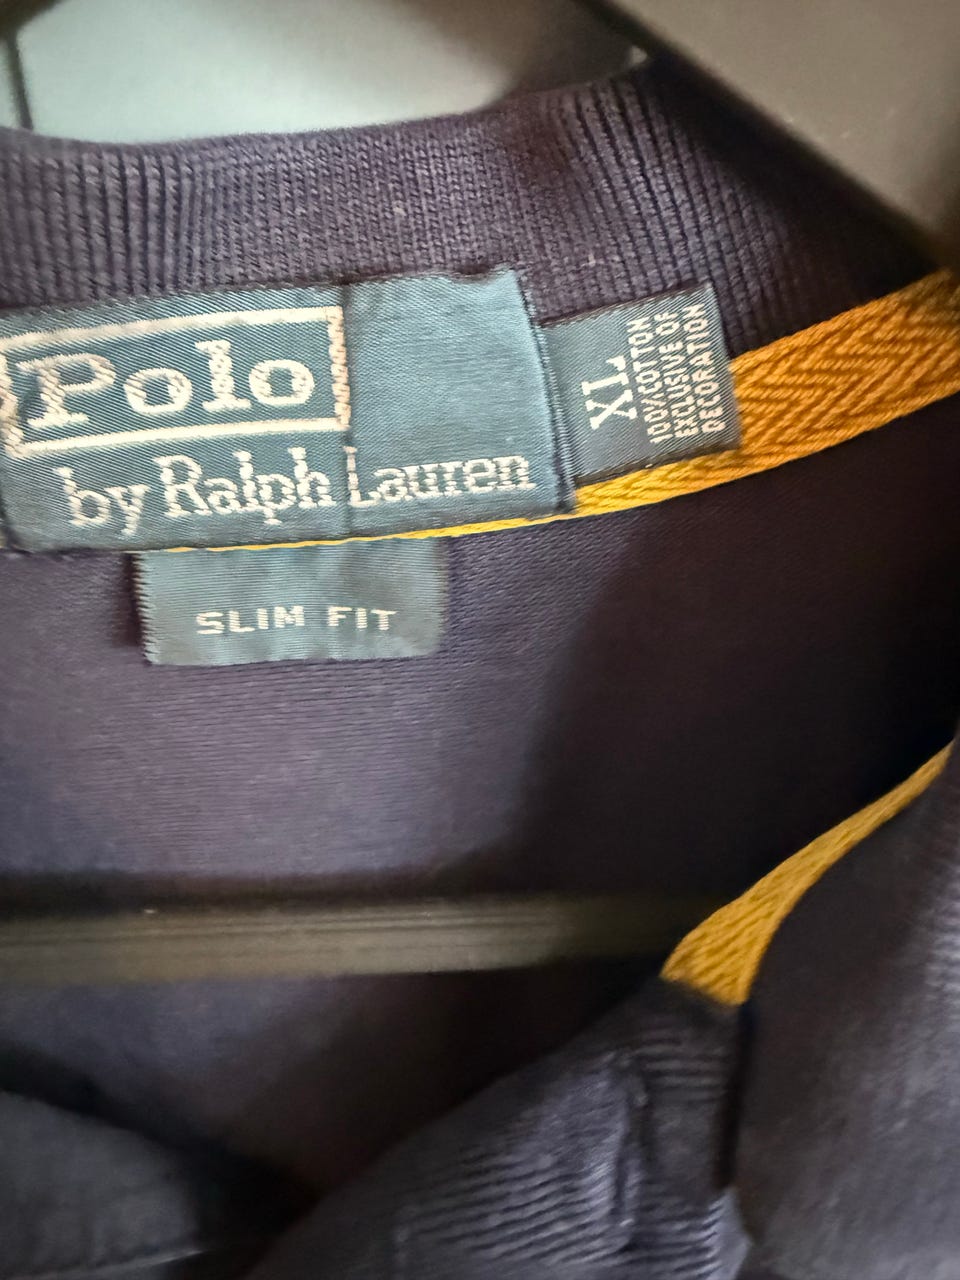 Polo
by Ralph Lauren
XL
100% COTTON
EXCLUSIVE OF
DECORATION
SLIM FIT